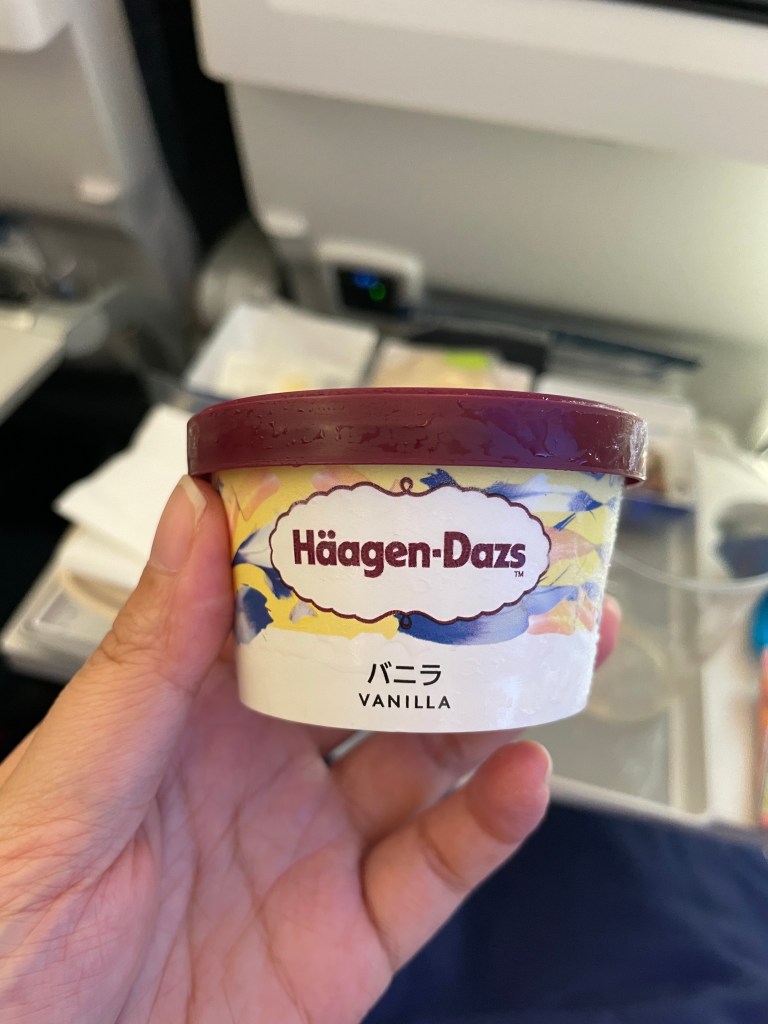 Häagen-Dazs
TM
バニラ
VANILLA